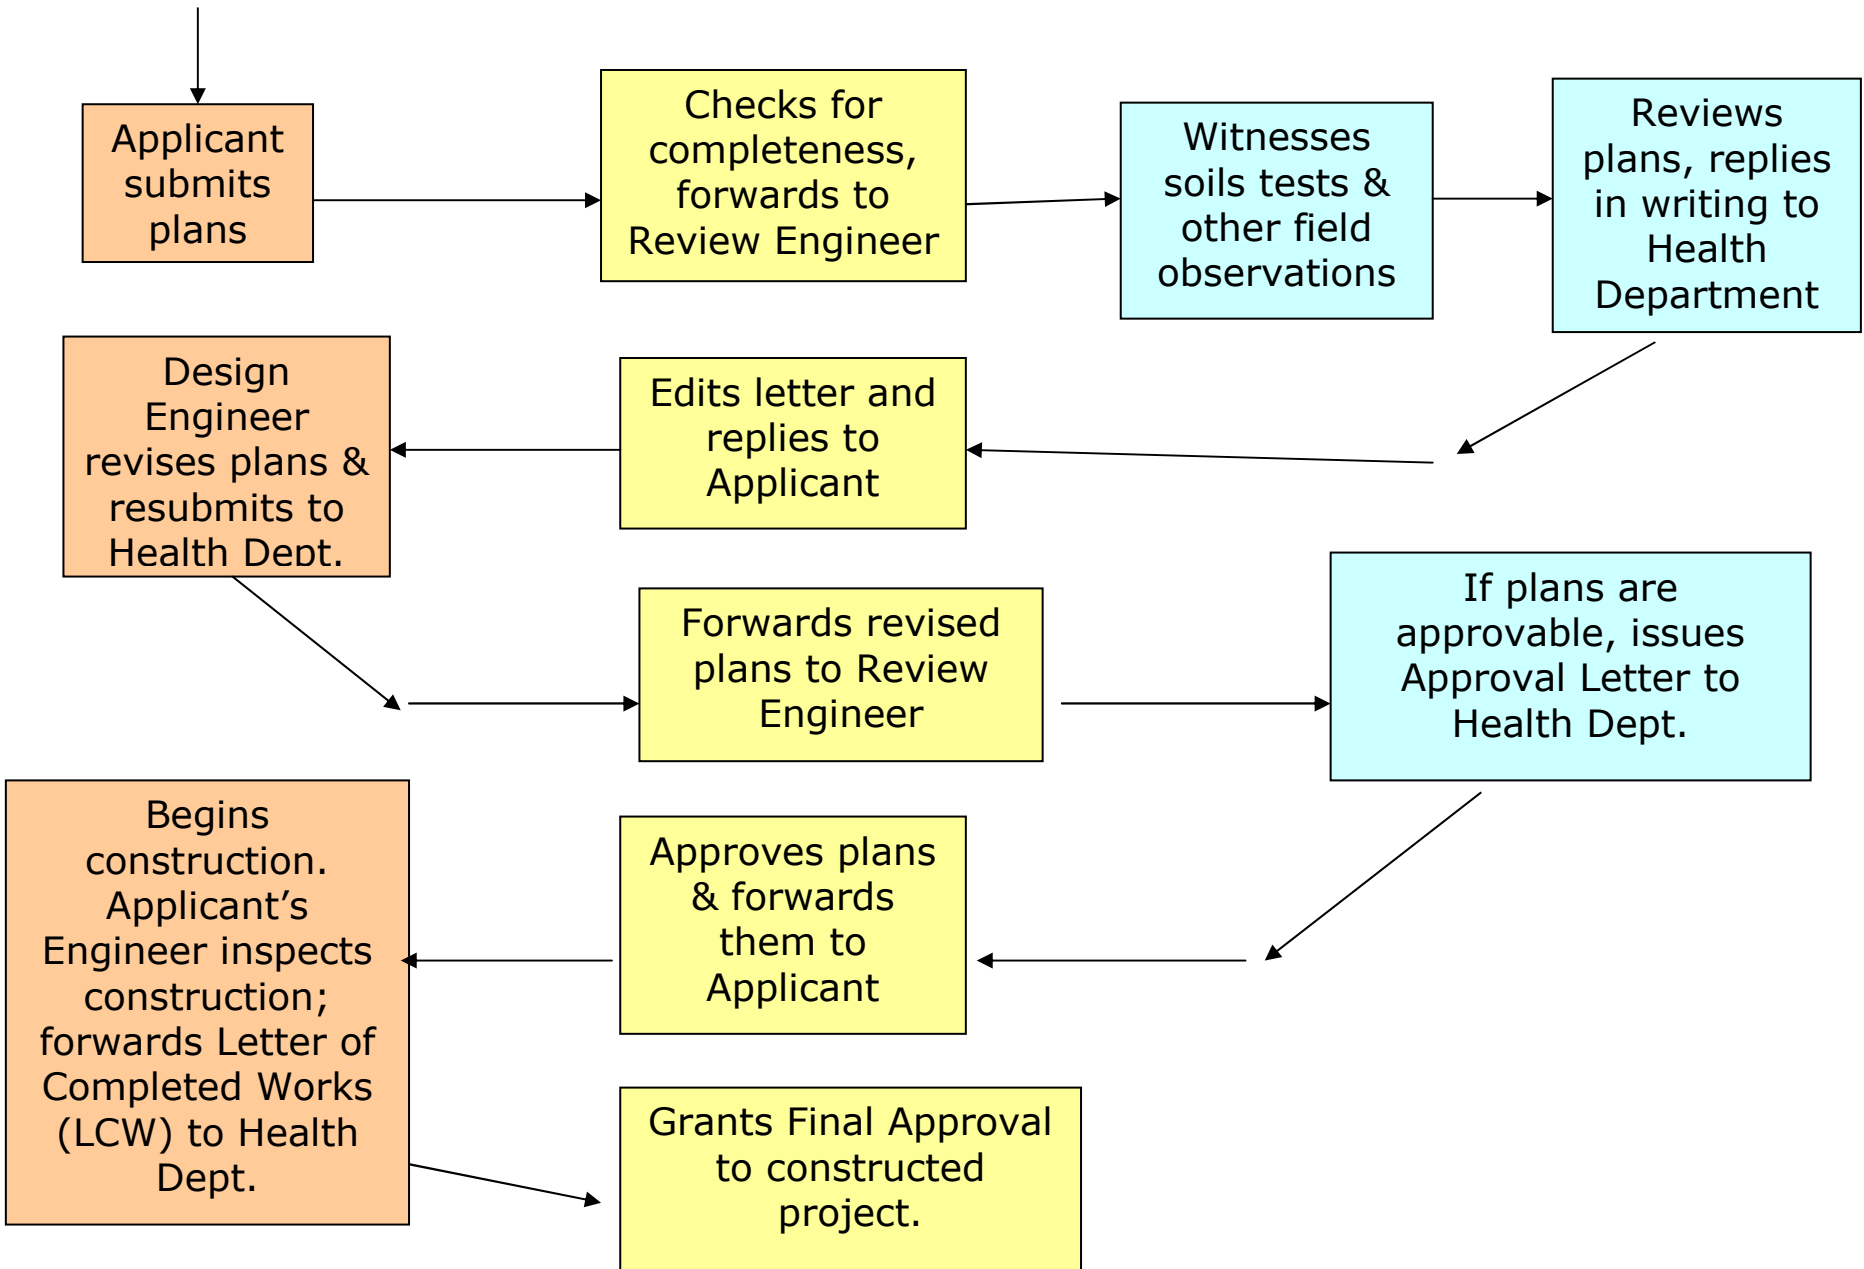 Applicant
submits
plans
Checks for
completeness,
forwards to
Review Engineer
Witnesses
soils tests &
other field
observations
Reviews
plans, replies
in writing to
Health
Department
Design
Engineer
revises plans &
resubmits to
Health Dept.
Edits letter and
replies to
Applicant
Forwards revised
plans to Review
Engineer
If plans are
approvable, issues
Approval Letter to
Health Dept.
Begins
construction.
Applicant’s
Engineer inspects
construction;
forwards Letter of
Completed Works
(LCW) to Health
Dept.
Approves plans
& forwards
them to
Applicant
Grants Final Approval
to constructed
project.